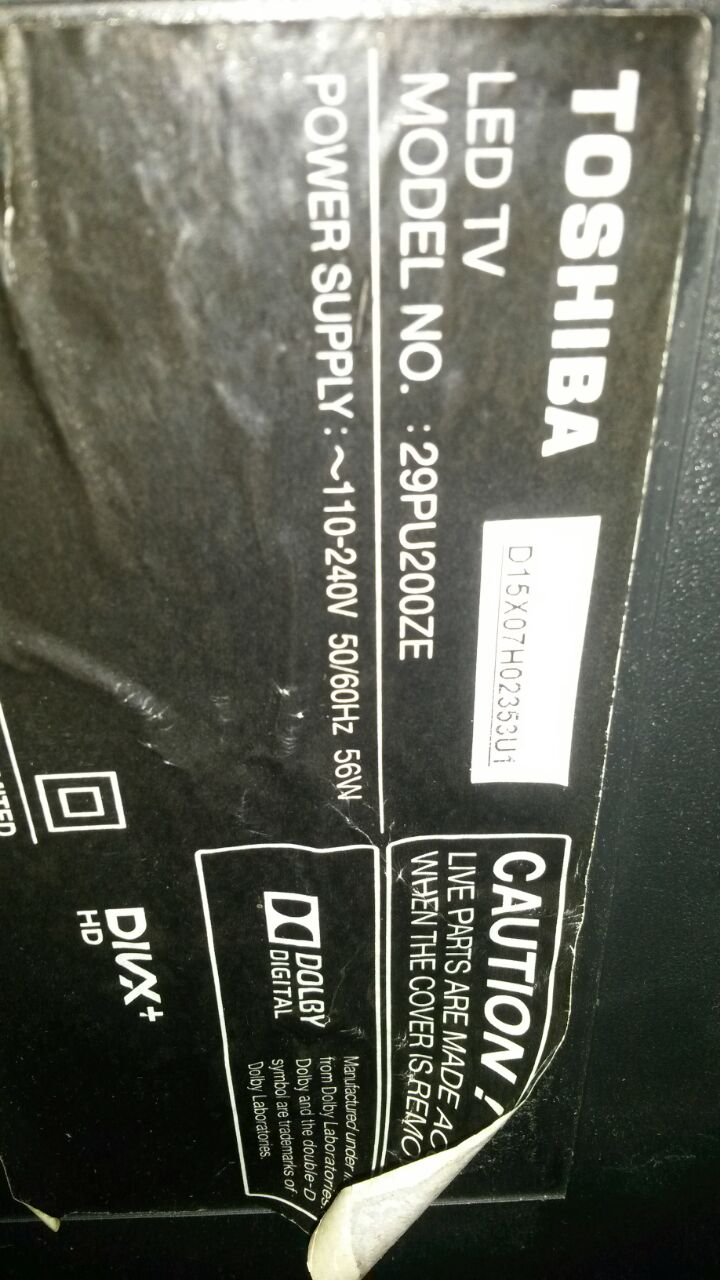 TOSHIBA
D15X07H02353U1
LED TV
MODEL NO. : 29PU200ZE
POWER SUPPLY : ~110-240V 50/60Hz 56W
CAUTION !
LIVE PARTS ARE MADE AC
WHEN THE COVER IS REMO
DOLBY
DIGITAL
Manufactured under
from Dolby Laboratories.
Dolby and the double-D
symbol are trademarks of
Dolby Laboratories.
DIVX+
HD